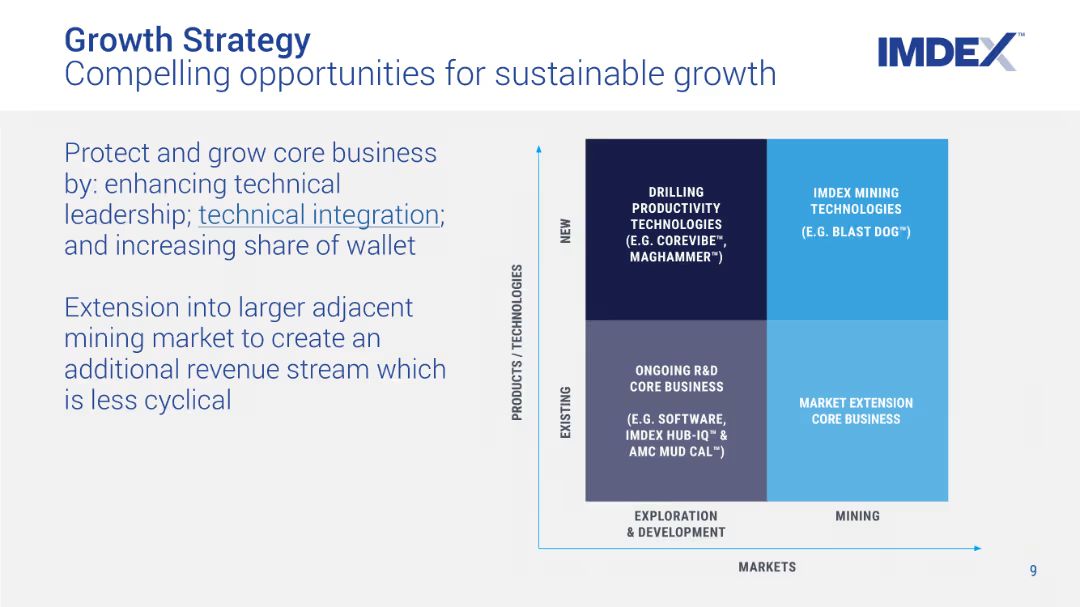 Growth Strategy
Compelling opportunities for sustainable growth
IMDEX™
Protect and grow core business
by: enhancing technical
leadership; technical integration;
and increasing share of wallet
Extension into larger adjacent
mining market to create an
additional revenue stream which
is less cyclical
PRODUCTS / TECHNOLOGIES
NEW
EXISTING
DRILLING
PRODUCTIVITY
TECHNOLOGIES
(E.G. COREVIBE™,
MAGHAMMER™)
IMDEX MINING
TECHNOLOGIES
(E.G. BLAST DOG™)
ONGOING R&D
CORE BUSINESS
(E.G. SOFTWARE,
IMDEX HUB-IQ™ &
AMC MUD CAL™)
MARKET EXTENSION
CORE BUSINESS
EXPLORATION
& DEVELOPMENT
MINING
MARKETS
9